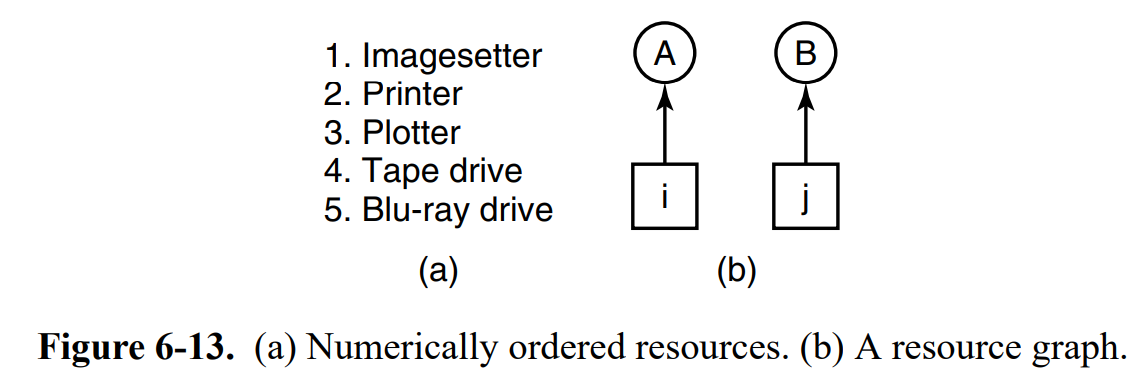 1. Imagesetter
2. Printer
3. Plotter
4. Tape drive
5. Blu-ray drive
(a)
A
B
i
j
(b)
Figure 6-13. (a) Numerically ordered resources. (b) A resource graph.